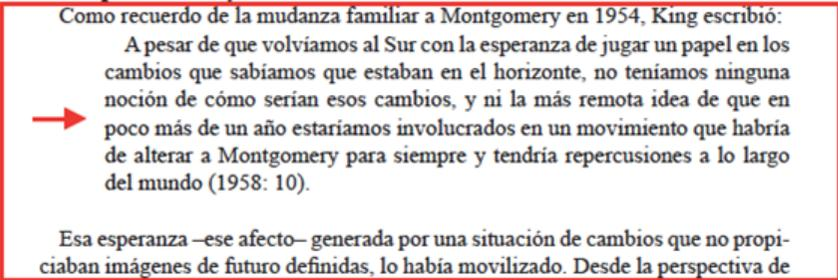 Como recuerdo de la mudanza familiar a Montgomery en 1954, King escribió:
A pesar de que volvíamos al Sur con la esperanza de jugar un papel en los
cambios que sabíamos que estaban en el horizonte, no teníamos ninguna
noción de cómo serían esos cambios, y ni la más remota idea de que en
poco más de un año estaríamos involucrados en un movimiento que habría
de alterar a Montgomery para siempre y tendría repercusiones a lo largo
del mundo (1958: 10).
Esa esperanza –ese afecto– generada por una situación de cambios que no propi-
ciaban imágenes de futuro definidas, lo había movilizado. Desde la perspectiva de